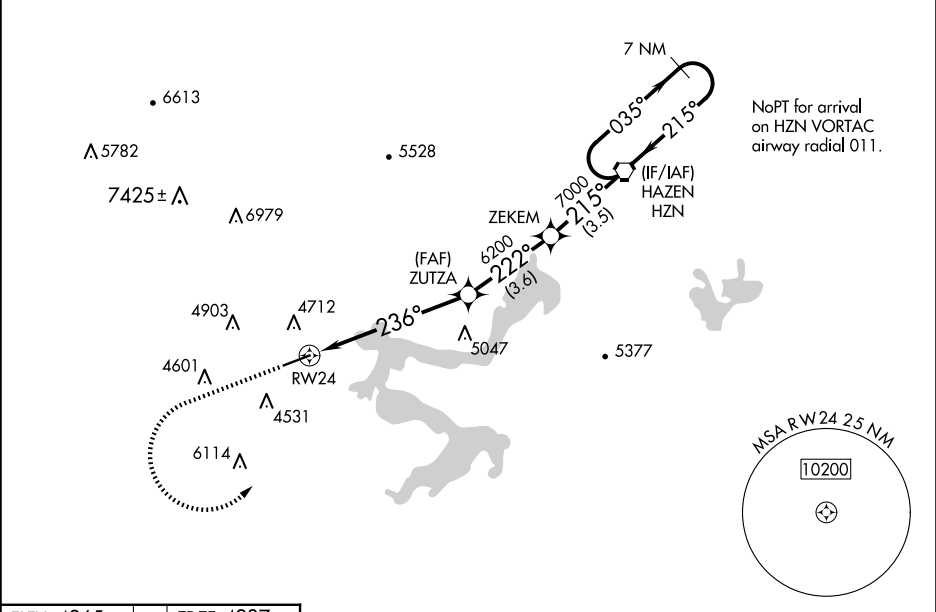 7 NM
6613
NoPT for arrival
on HZN VORTAC
airway radial 011.
035°
215°
5782
5528
7425±
(IF/IAF)
HAZEN
HZN
7000
215°
(3.5)
6979
ZEKEM
6200
222°
(3.6)
(FAF)
ZUTZA
4903
4712
236°
5047
5377
4601
RW24
4531
6114
MSA RW24 25 NM
10200